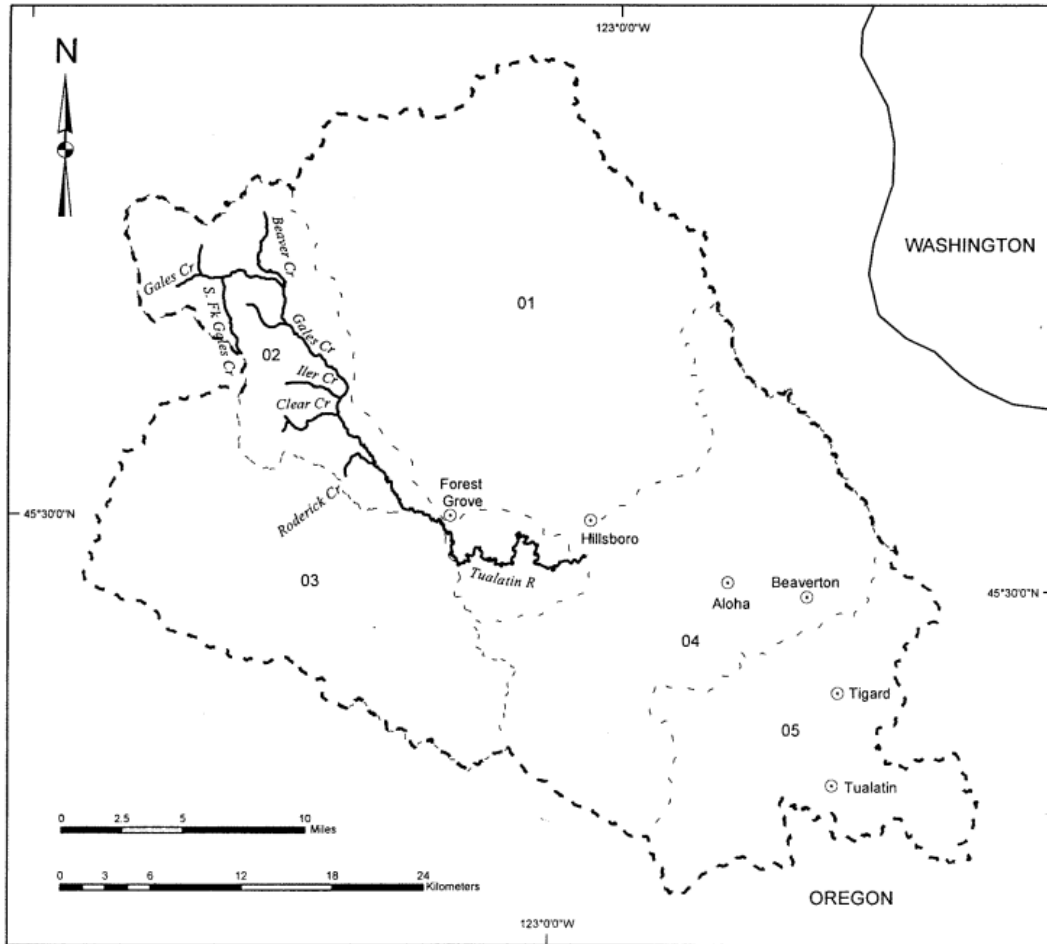 123°0'0"W
N
WASHINGTON
Beaver Cr
Gales Cr
S. Fk Gales Cr
01
Gales Cr
02
Iler Cr
Clear Cr
Forest
Grove
Roderick Cr
45°30'0"N
Hillsboro
Tualatin R
03
Aloha
Beaverton
45°30'0"N
04
Tigard
05
Tualatin
0 2.5 5 10
Miles
0 3 6 12 18 24
Kilometers
OREGON
123°0'0"W